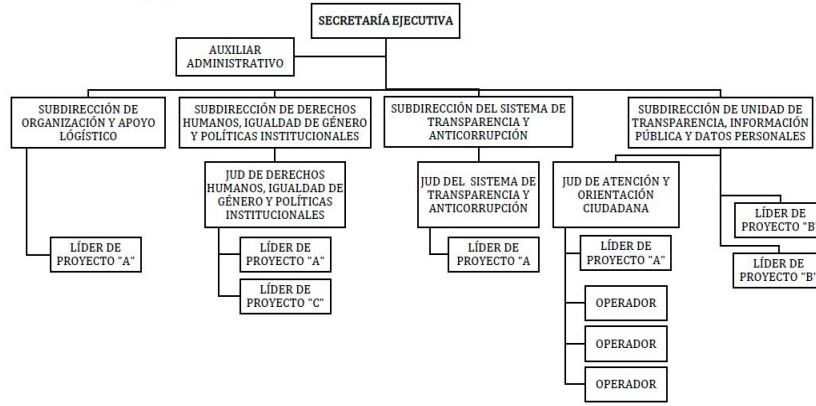 SECRETARÍA EJECUTIVA
AUXILIAR
ADMINISTRATIVO
SUBDIRECCIÓN DE
ORGANIZACIÓN Y APOYO
LÓGÍSTICO
SUBDIRECCIÓN DE DERECHOS
HUMANOS, IGUALDAD DE GÉNERO
Y POLÍTICAS INSTITUCIONALES
SUBDIRECCIÓN DEL SISTEMA DE
TRANSPARENCIA Y
ANTICORRUPCIÓN
SUBDIRECCIÓN DE UNIDAD DE
TRANSPARENCIA, INFORMACIÓN
PÚBLICA Y DATOS PERSONALES
JUD DE DERECHOS
HUMANOS, IGUALDAD DE
GÉNERO Y POLÍTICAS
INSTITUCIONALES
JUD DEL SISTEMA DE
TRANSPARENCIA Y
ANTICORRUPCIÓN
JUD DE ATENCIÓN Y
ORIENTACIÓN
CIUDADANA
LÍDER DE
PROYECTO "B"
LÍDER DE
PROYECTO "A"
LÍDER DE
PROYECTO "A"
LÍDER DE
PROYECTO "A
LÍDER DE
PROYECTO "A"
LÍDER DE
PROYECTO "B"
LÍDER DE
PROYECTO "C"
OPERADOR
OPERADOR
OPERADOR